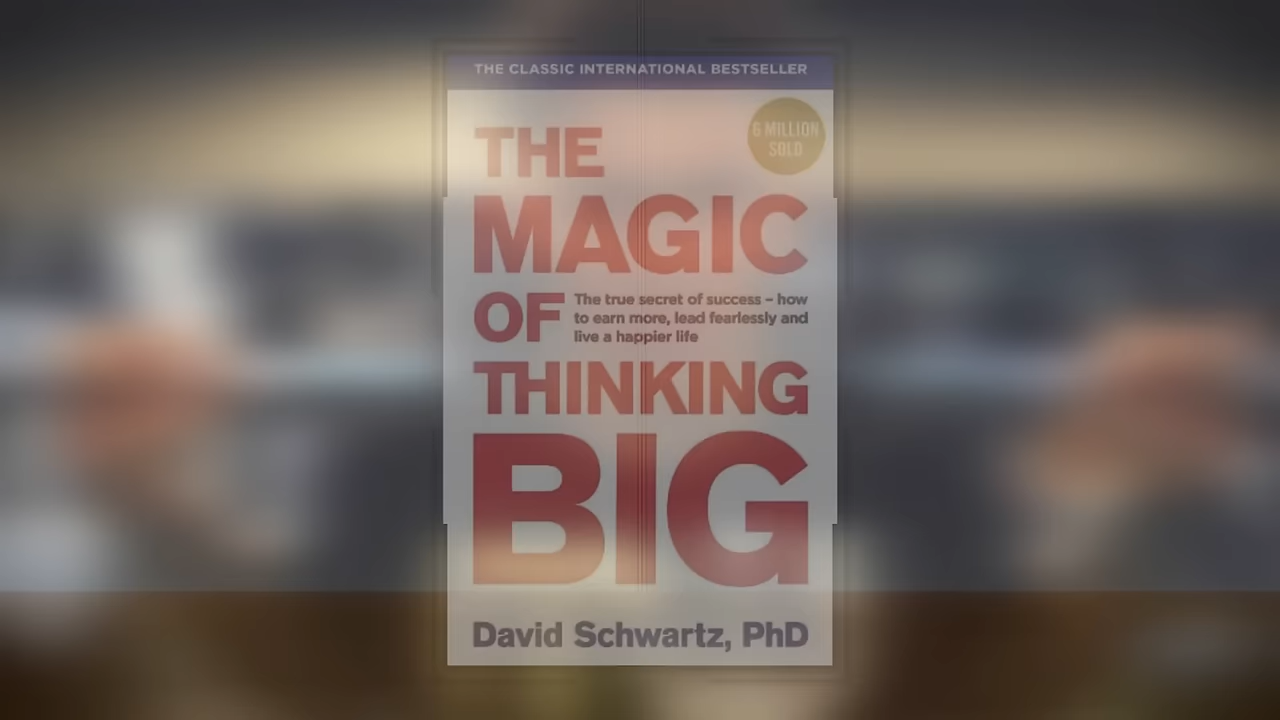 THE CLASSIC INTERNATIONAL BESTSELLER
6 MILLION
SOLD
THE
MAGIC
OF
The true secret of success – how
to earn more, lead fearlessly and
live a happier life
THINKING
BIG
David Schwartz, PhD